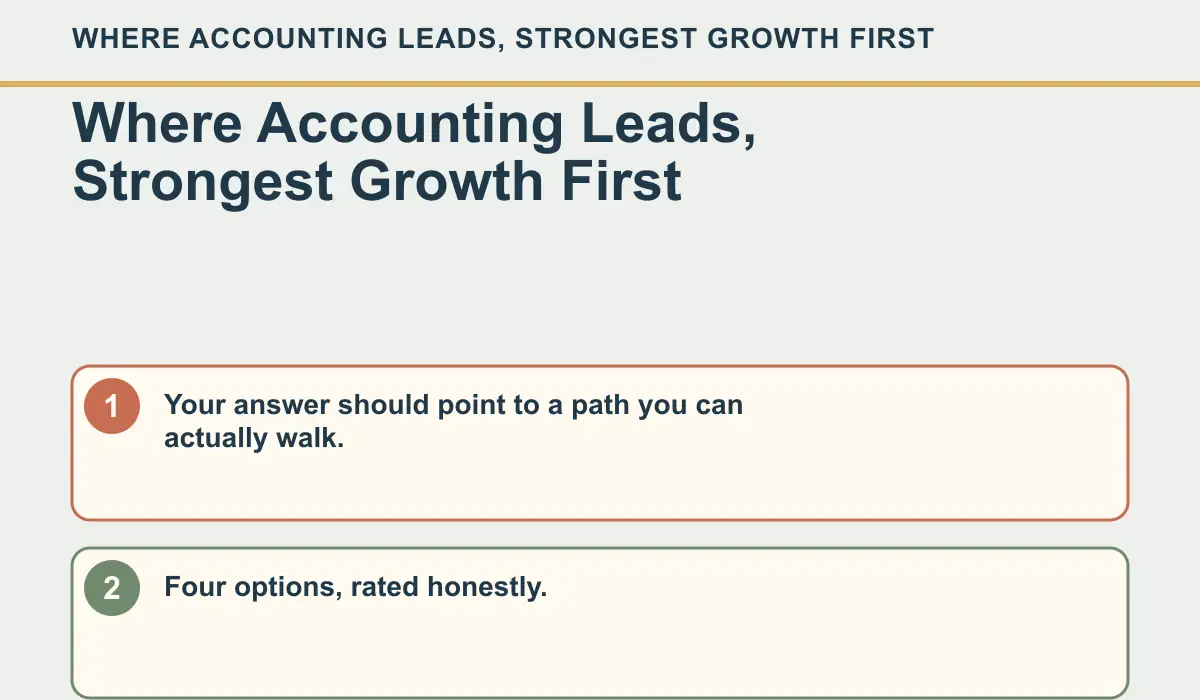 WHERE ACCOUNTING LEADS, STRONGEST GROWTH FIRST
Where Accounting Leads,
Strongest Growth First
1
Your answer should point to a path you can
actually walk.
2
Four options, rated honestly.